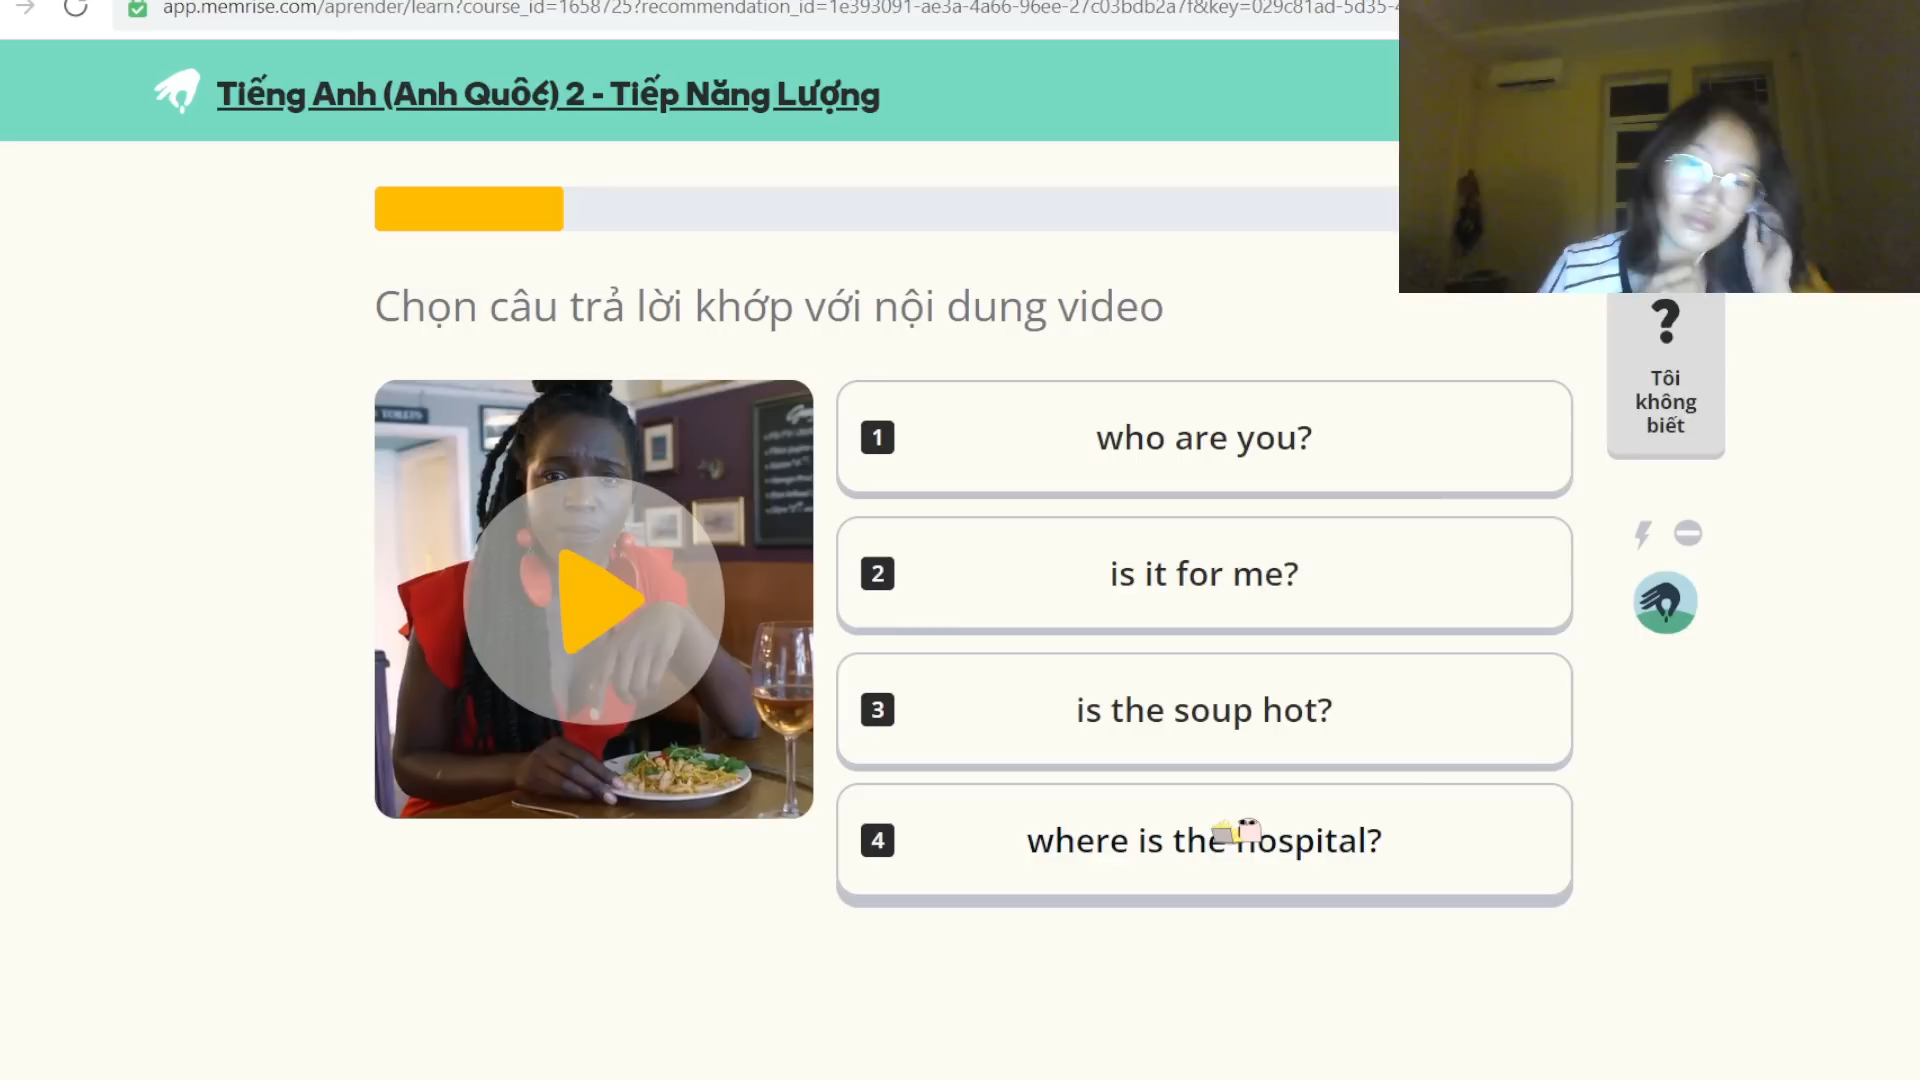 app.memrise.com/aprender/learn?course_id=1658725?recommendation_id=1e393091-ae3a-4a66-96ee-27c03bdb2a7f&key=029c81ad-5d35-
Tiếng Anh (Anh Quốc) 2 - Tiếp Năng Lượng
Chọn câu trả lời khớp với nội dung video
?
Tôi
không
biết
TOILETS
1 who are you?
2 is it for me?
3 is the soup hot?
4 where is the hospital?